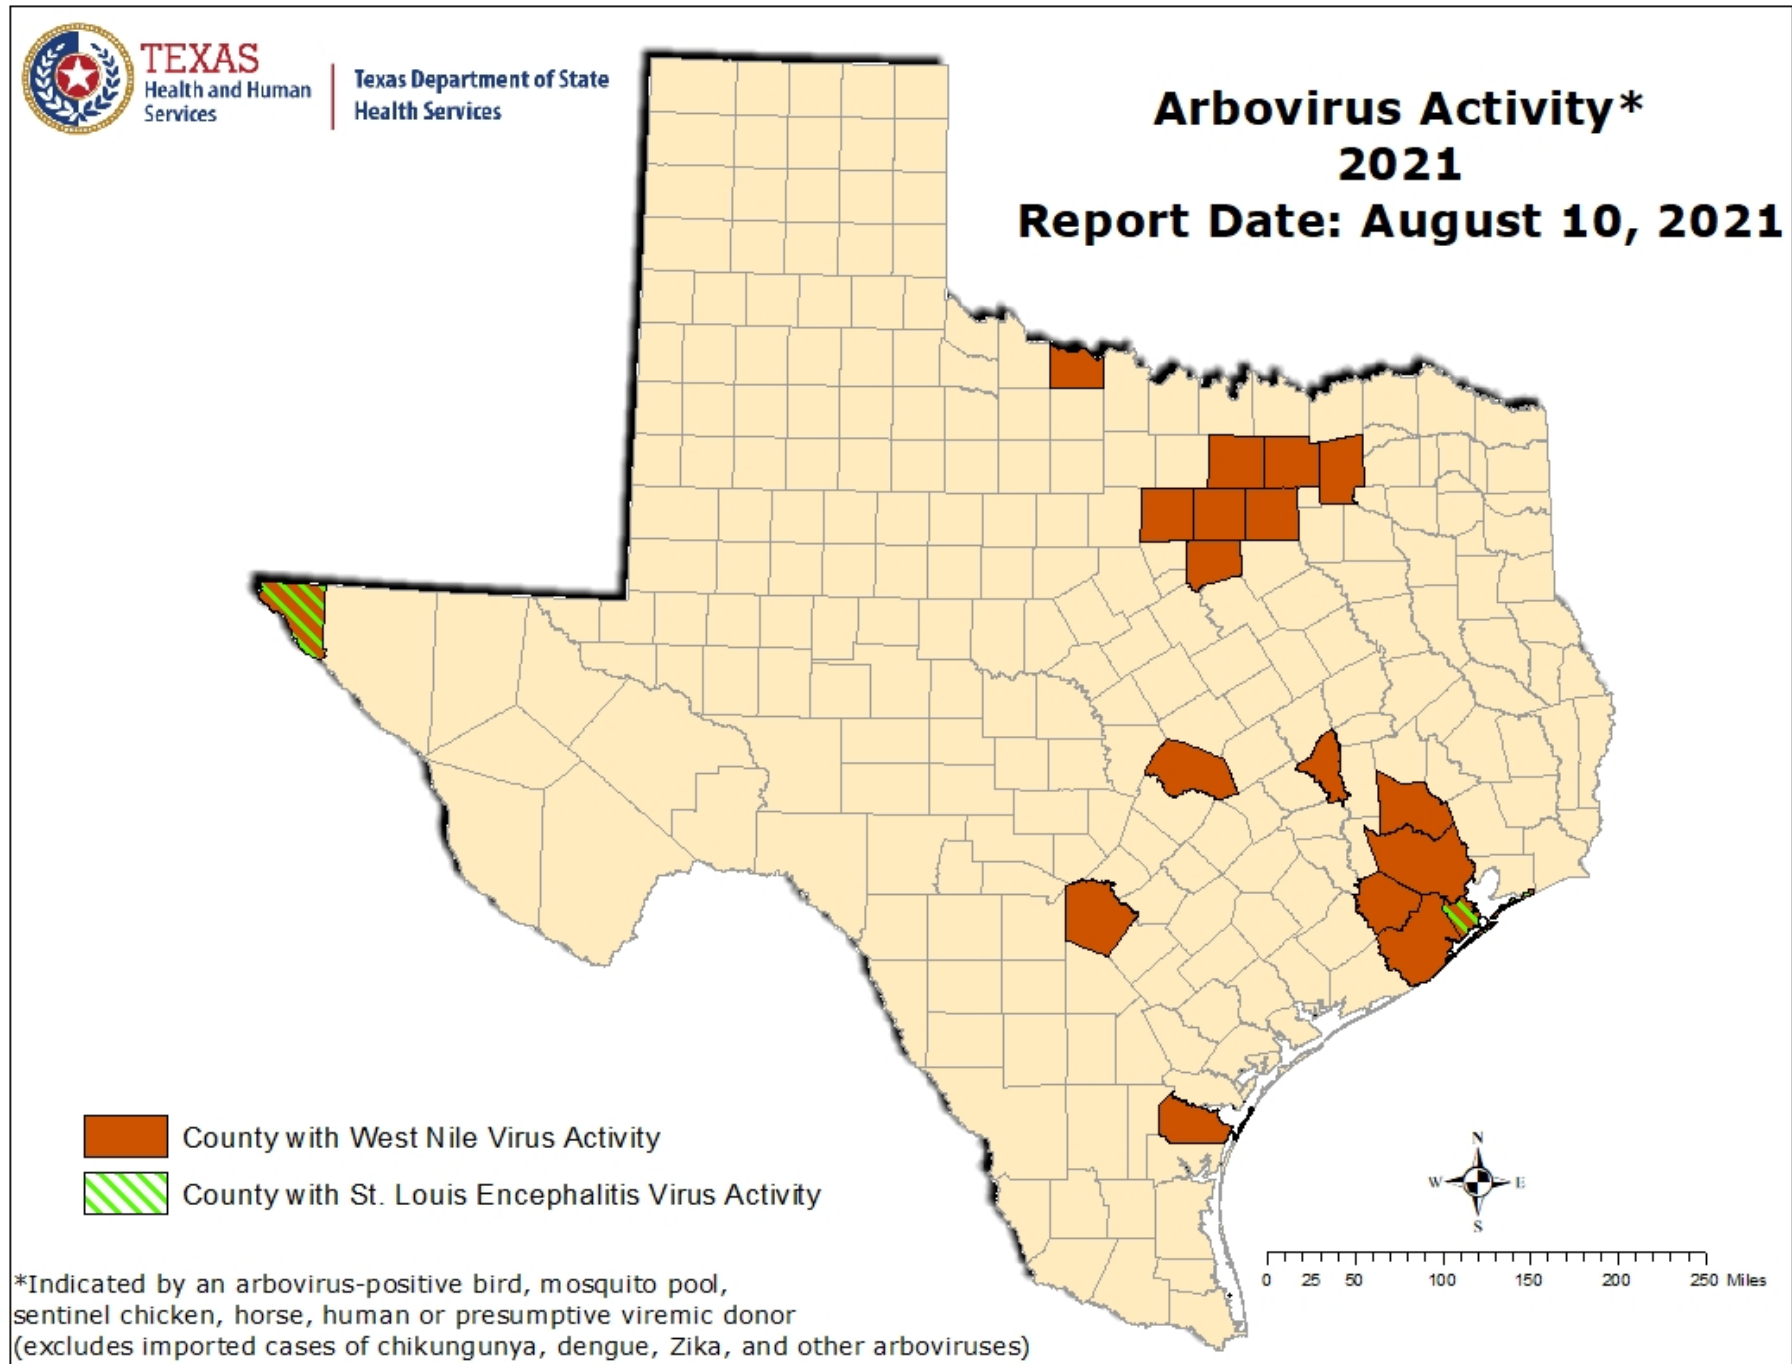 TEXAS
Health and Human
Services
Texas Department of State
Health Services
Arbovirus Activity*
2021
Report Date: August 10, 2021
County with West Nile Virus Activity
County with St. Louis Encephalitis Virus Activity
N
W E
S
0 25 50 100 150 200 250 Miles
*Indicated by an arbovirus-positive bird, mosquito pool,
sentinel chicken, horse, human or presumptive viremic donor
(excludes imported cases of chikungunya, dengue, Zika, and other arboviruses)